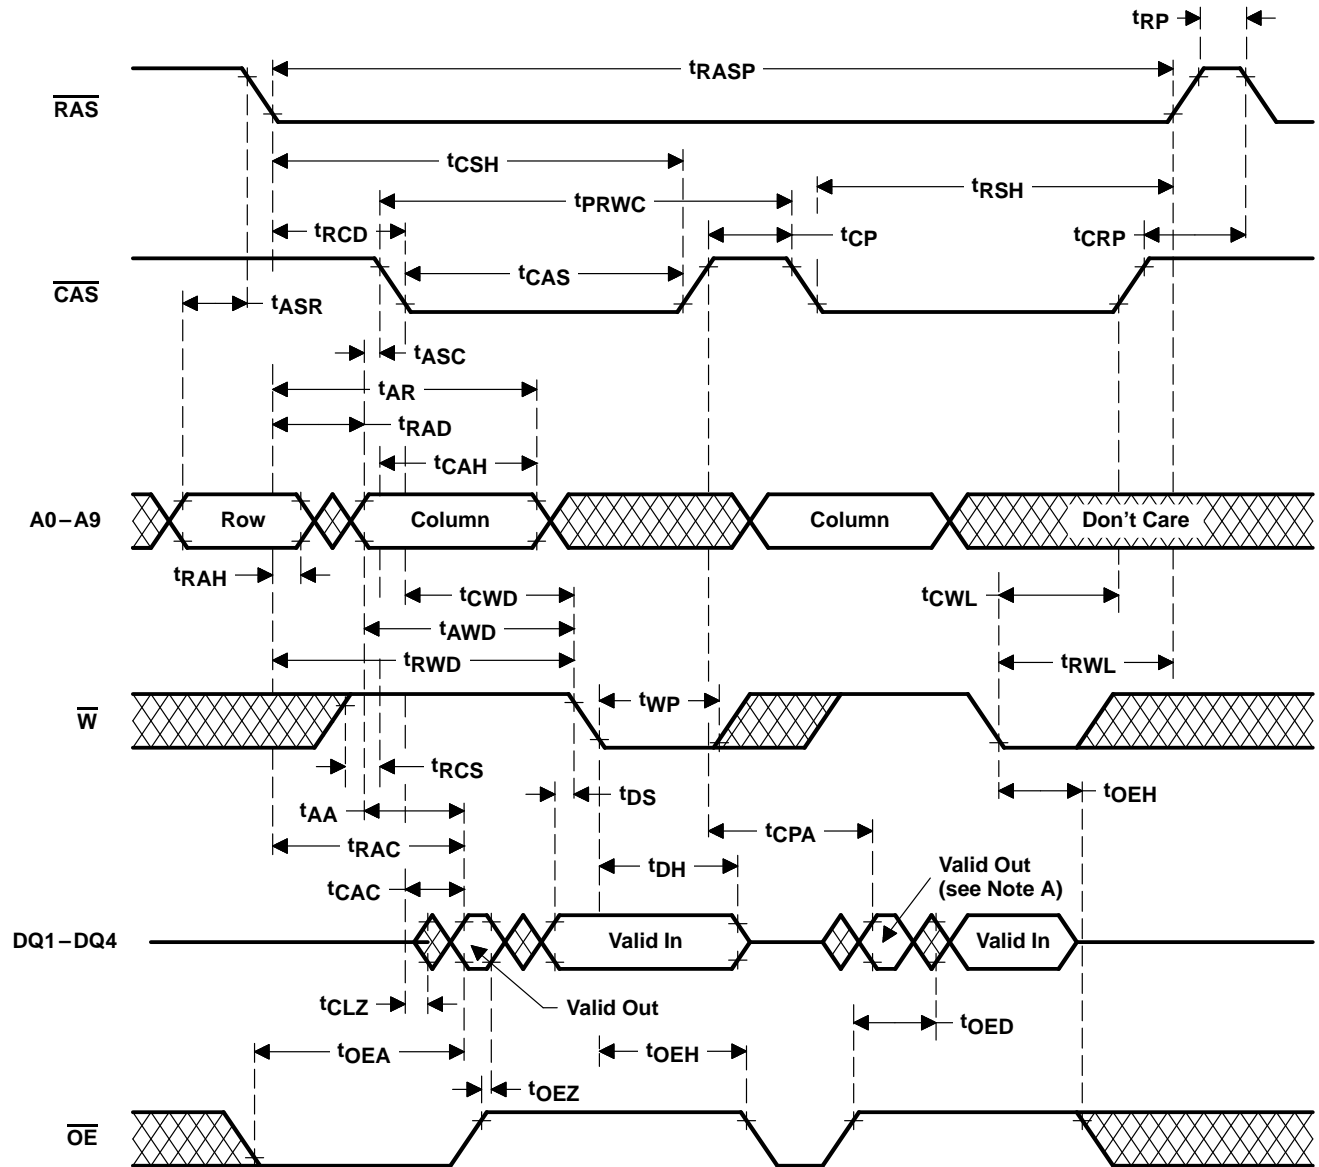 tRP
tRASP
RAS
tCSH
tRSH
tPRWC
tRCD
tCP
tCRP
tCAS
CAS
tASR
tASC
tAR
tRAD
tCAH
A0–A9
Row
Column
Column
Don't Care
tRAH
tCWD
tCWL
tAWD
tRWD
tRWL
tWP
W
tRCS
tDS
tAA
tOEH
tCPA
tRAC
tDH
Valid Out
(see Note A)
tCAC
DQ1–DQ4
Valid In
Valid In
tCLZ
Valid Out
tOED
tOEA
tOEH
tOEZ
OE